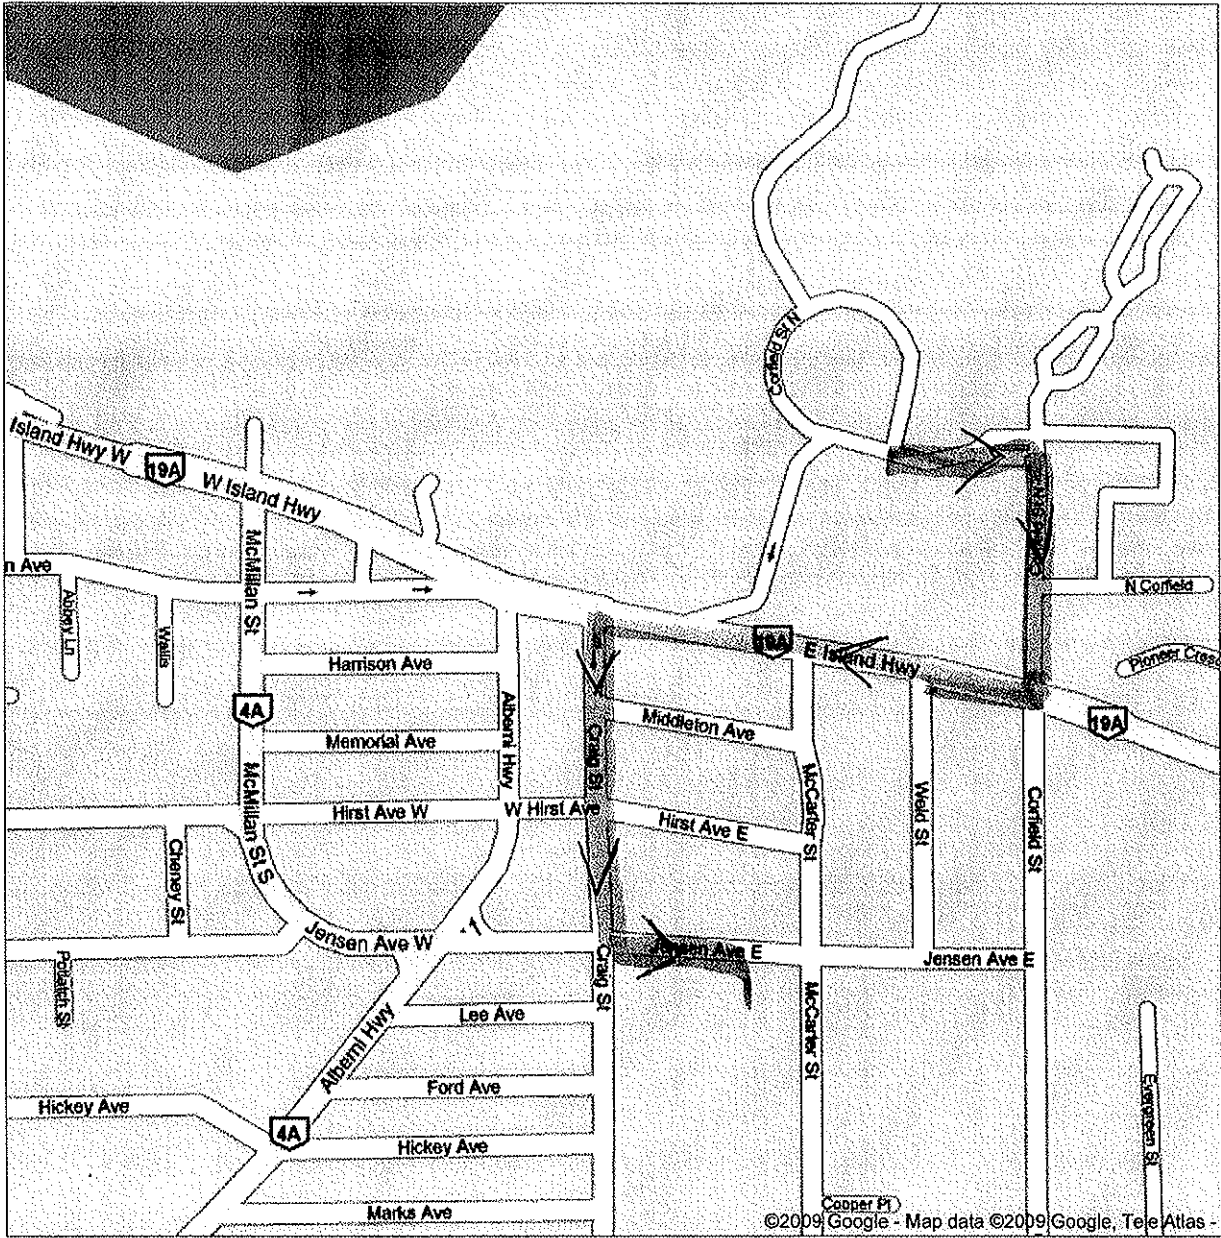 Corfield St N
Island Hwy W
19A
W Island Hwy
McMillan St
n Ave
Abbey Ln
Wallis
N Corfield
Pioneer Cresc
19A
E Island Hwy
19A
Harrison Ave
4A
Alberni Hwy
Memorial Ave
Craig St
Middleton Ave
McCarter St
Weld St
Corfield St
McMillan St S
Hirst Ave W
W Hirst Ave
Hirst Ave E
Cheney St
Jensen Ave W
Jensen Ave E
Jensen Ave E
Craig St
Potlatch St
Alberni Hwy
Lee Ave
McCarter St
Ford Ave
Hickey Ave
4A
Hickey Ave
Evergreen St
Marks Ave
Cooper Pl
©2009 Google - Map data ©2009 Google, Tele Atlas -